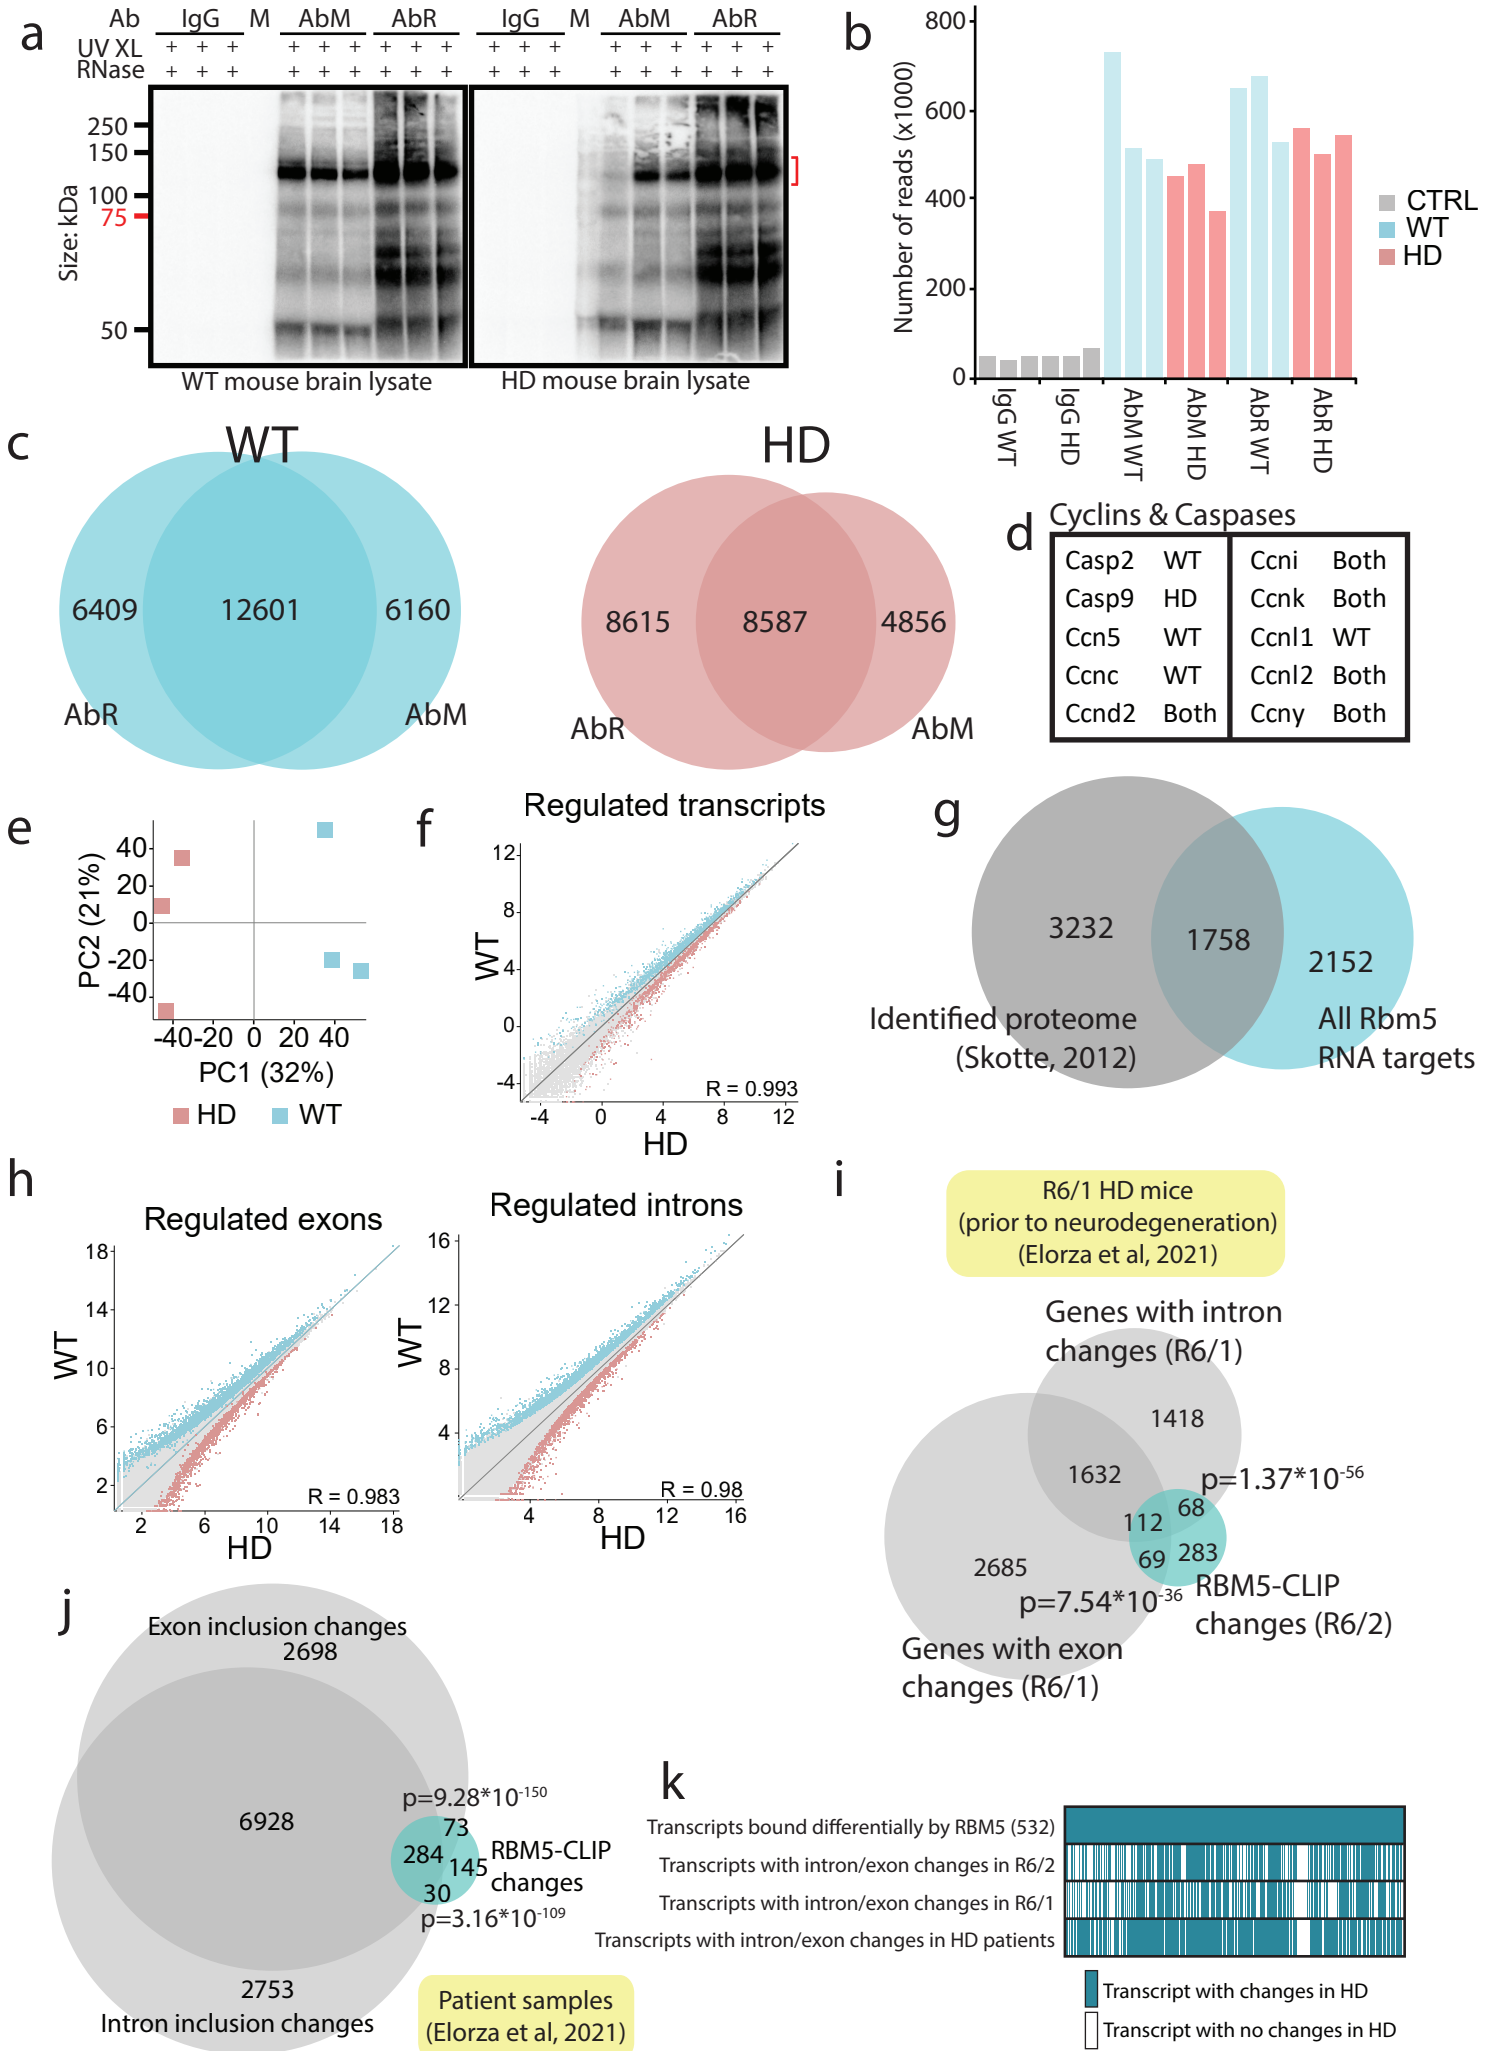 a
Ab IgG M AbM AbR IgG M AbM AbR
UV XL + + + + + + + + + + + + + + + + + +
RNase + + + + + + + + + + + + + + + + + +
Size: kDa
250
150
100
75
50
WT mouse brain lysate
HD mouse brain lysate
b
Number of reads (x1000)
800
600
400
200
0
IgG WT
IgG HD
AbM WT
AbM HD
AbR WT
AbR HD
CTRL
WT
HD
c
WT
6409 12601 6160
AbR AbM
HD
8615 8587 4856
AbR AbM
d
Cyclins & Caspases
Casp2 WT Ccni Both
Casp9 HD Ccnk Both
Ccn5 WT Ccnl1 WT
Ccnc WT Ccnl2 Both
Ccnd2 Both Ccny Both
e
PC2 (21%)
40
20
0
-20
-40
-40 -20 0 20 40
PC1 (32%)
HD WT
f
Regulated transcripts
WT
12
8
4
0
-4
R = 0.993
-4 0 4 8 12
HD
g
3232 1758 2152
Identified proteome
(Skotte, 2012)
All Rbm5
RNA targets
h
Regulated exons
WT
18
14
10
6
2
R = 0.983
2 6 10 14 18
HD
Regulated introns
WT
16
12
8
4
R = 0.98
4 8 12 16
HD
i
R6/1 HD mice
(prior to neurodegeneration)
(Elorza et al, 2021)
Genes with intron
changes (R6/1)
1418
1632
p=1.37*10-56
68
112
69 283
2685
p=7.54*10-36
RBM5-CLIP
changes (R6/2)
Genes with exon
changes (R6/1)
j
Exon inclusion changes
2698
6928
p=9.28*10-150
73
284
145
30
RBM5-CLIP
changes
p=3.16*10-109
2753
Intron inclusion changes
Patient samples
(Elorza et al, 2021)
k
Transcripts bound differentially by RBM5 (532)
Transcripts with intron/exon changes in R6/2
Transcripts with intron/exon changes in R6/1
Transcripts with intron/exon changes in HD patients
Transcript with changes in HD
Transcript with no changes in HD